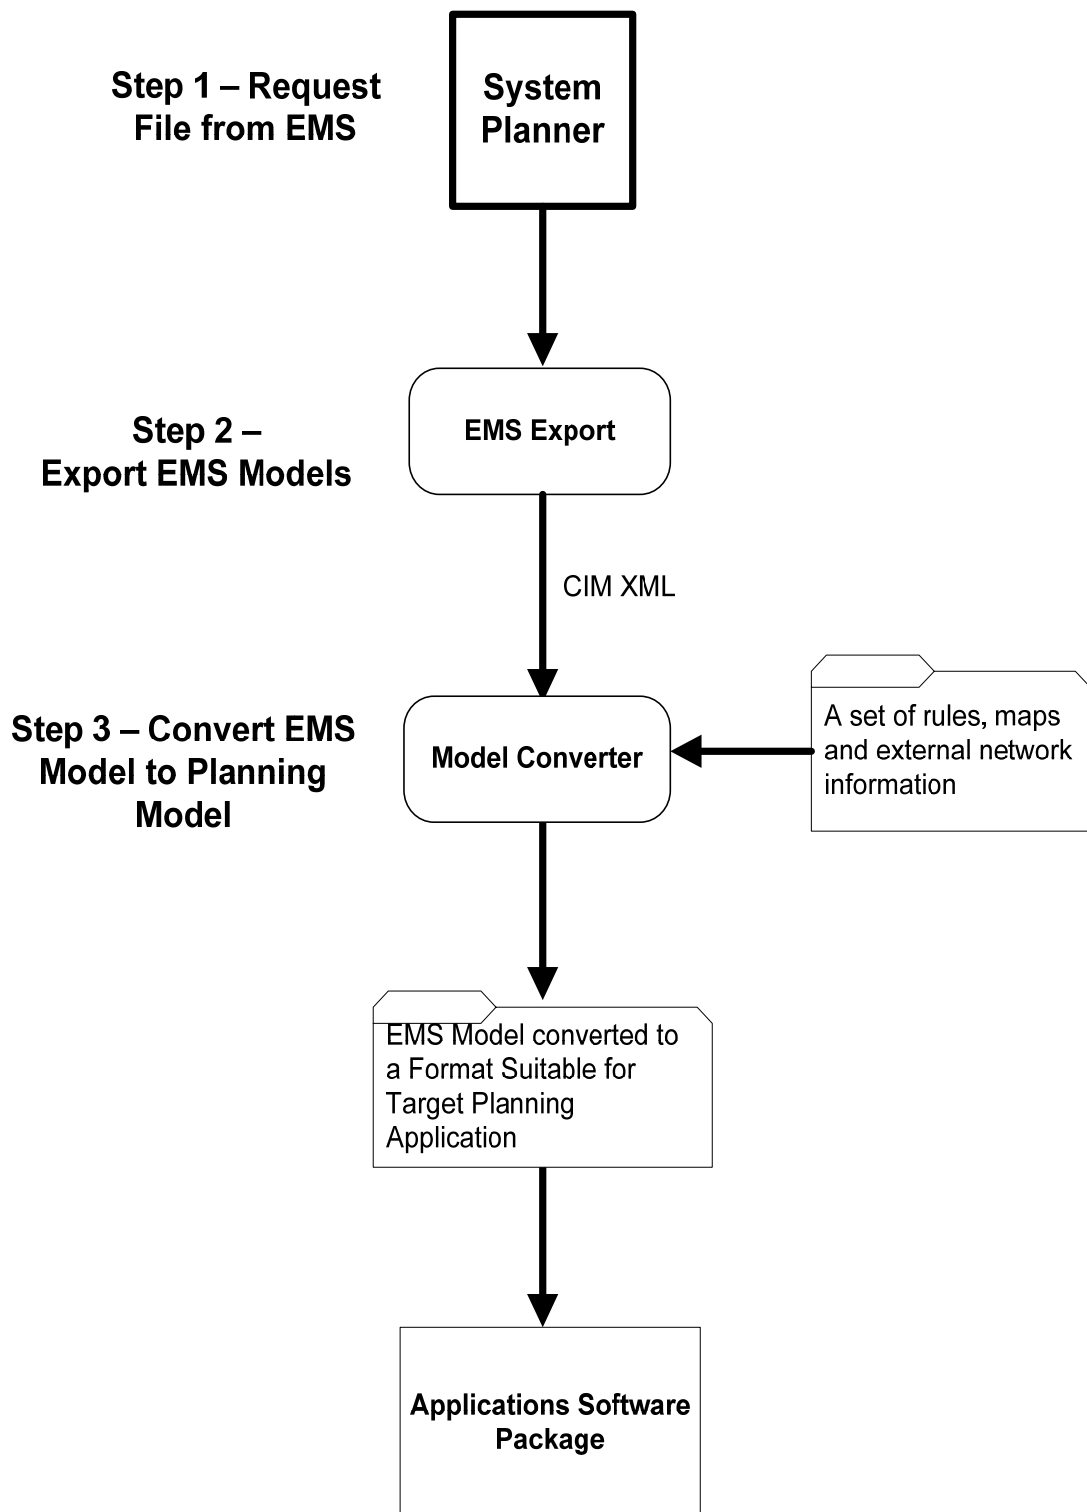 Step 1 – Request
File from EMS
System
Planner
Step 2 –
Export EMS Models
EMS Export
CIM XML
Step 3 – Convert EMS
Model to Planning
Model
Model Converter
A set of rules, maps
and external network
information
EMS Model converted to
a Format Suitable for
Target Planning
Application
Applications Software
Package